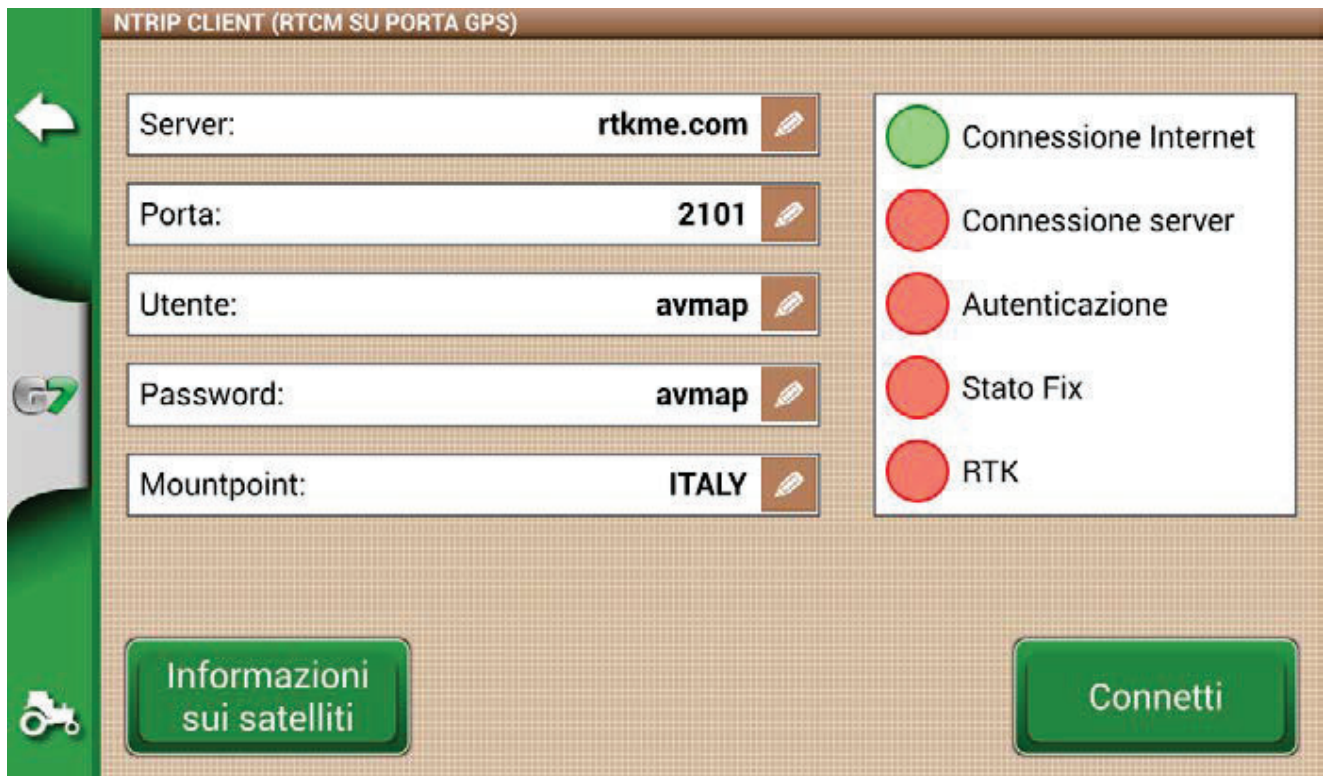 NTRIP CLIENT (RTCM SU PORTA GPS)
Server: rtkme.com
Porta: 2101
Utente: avmap
Password: avmap
Mountpoint: ITALY
Connessione Internet
Connessione server
Autenticazione
Stato Fix
RTK
G7
Informazioni
sui satelliti
Connetti